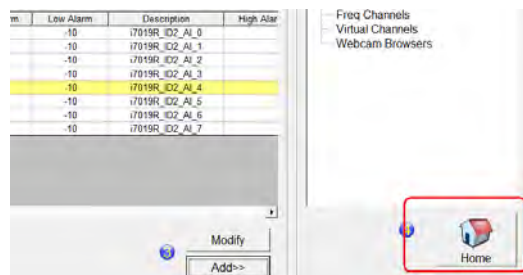 m Low Alarm Description High Alar
-10 i7019R_ID2_AI_0
-10 i7019R_ID2_AI_1
-10 i7019R_ID2_AI_2
-10 i7019R_ID2_AI_3
-10 i7019R_ID2_AI_4
-10 i7019R_ID2_AI_5
-10 i7019R_ID2_AI_6
-10 i7019R_ID2_AI_7
Freq Channels
Virtual Channels
Webcam Browsers
3 Modify
Add>>
Home